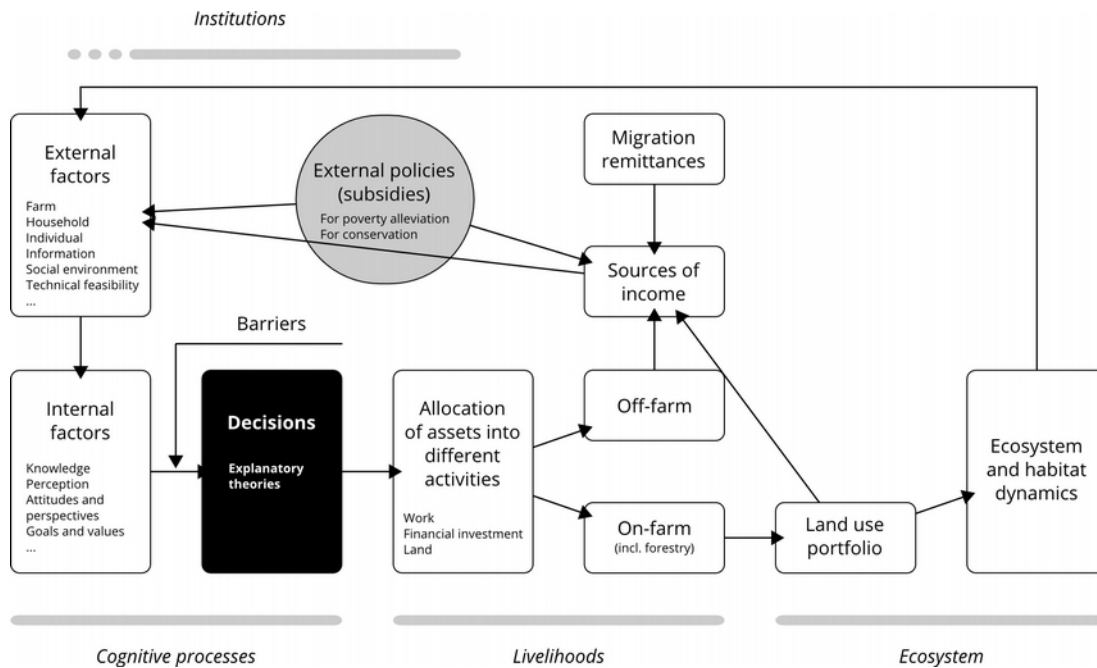 Institutions
External
factors
Farm
Household
Individual
Information
Social environment
Technical feasibility
...
External policies
(subsidies)
For poverty alleviation
For conservation
Migration
remittances
Sources of
income
Barriers
Internal
factors
Knowledge
Perception
Attitudes and
perspectives
Goals and values
...
Decisions
Explanatory
theories
Allocation
of assets into
different
activities
Work
Financial investment
Land
Off-farm
On-farm
(incl. forestry)
Land use
portfolio
Ecosystem
and habitat
dynamics
Cognitive processes
Livelihoods
Ecosystem